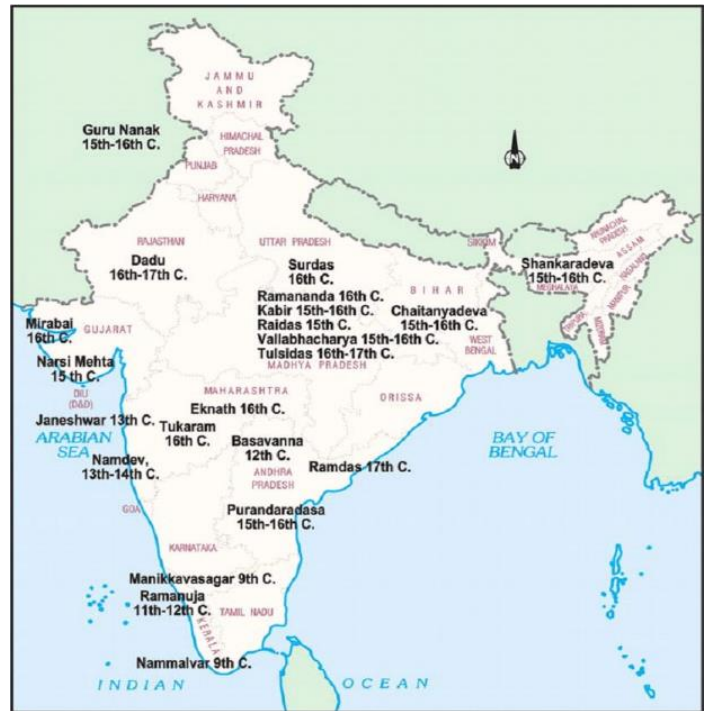 JAMMU
AND
KASHMIR
Guru Nanak
15th-16th C.
HIMACHAL
PRADESH
PUNJAB
HARYANA
N
RAJASTHAN
UTTAR PRADESH
SIKKIM
ARUNACHAL
PRADESH
ASSAM
NAGALAND
Dadu
16th-17th C.
Surdas
16th C.
Shankaradeva
15th-16th C.
MEGHALAYA
MANIPUR
BIHAR
Ramananda 16th C.
Kabir 15th-16th C.
Raidas 15th C.
Vallabhacharya 15th-16th C.
Tulsidas 16th-17th C.
Chaitanyadeva
15th-16th C.
TRIPURA
MIZORAM
Mirabai
16th C.
GUJARAT
WEST
BENGAL
Narsi Mehta
15 th C.
MADHYA PRADESH
DIU
(D&D)
MAHARASHTRA
ORISSA
Eknath 16th C.
Janeshwar 13th C.
ARABIAN
SEA
Tukaram
16th C.
Basavanna
12th C.
BAY OF
BENGAL
Namdev,
13th-14th C.
Ramdas 17th C.
ANDHRA
PRADESH
GOA
Purandaradasa
15th-16th C.
KARNATAKA
Manikkavasagar 9th C.
Ramanuja
11th-12th C.
TAMIL NADU
KERALA
Nammalvar 9th C.
INDIAN OCEAN